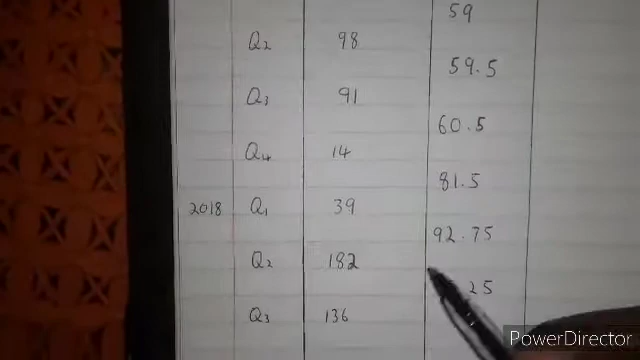 59
Q2 98
59.5
Q3 91
60.5
Q4 14
81.5
2018 Q1 39
92.75
Q2 182
25
Q3 136
PowerDirector